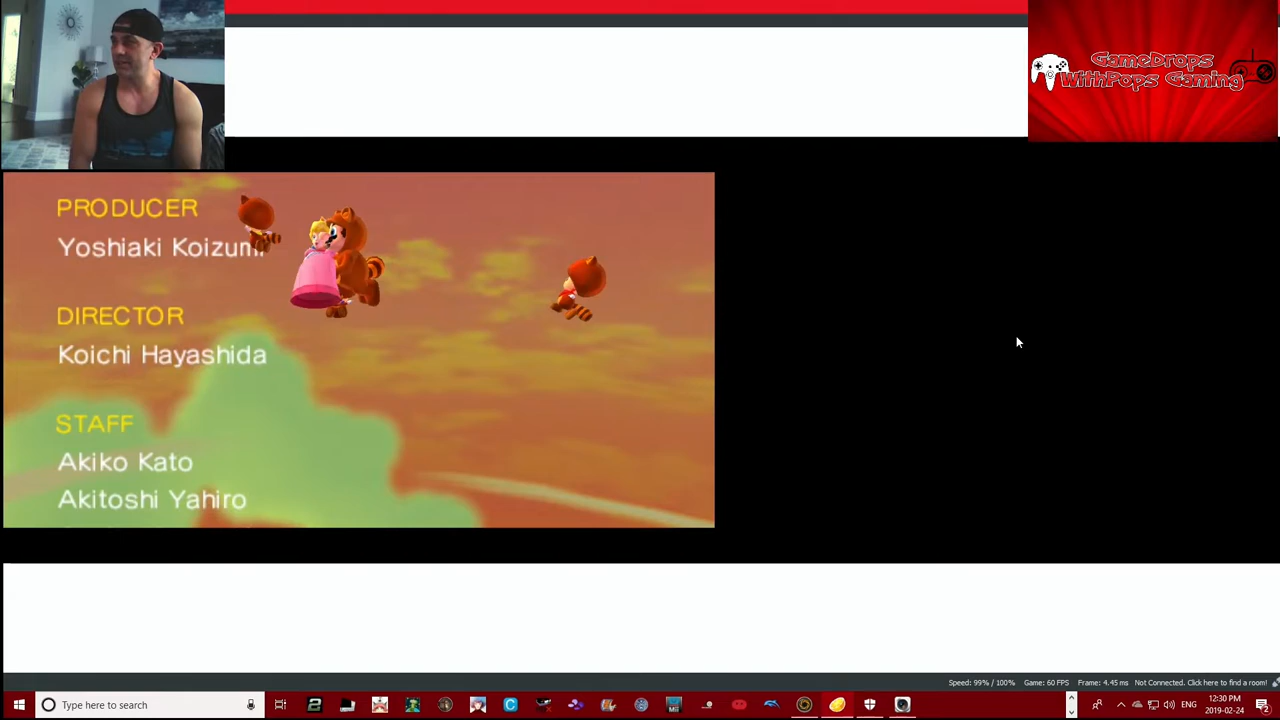 GameDrops
WithPops Gaming
PRODUCER
Yoshiaki Koizumi
DIRECTOR
Koichi Hayashida
STAFF
Akiko Kato
Akitoshi Yahiro
Speed: 99% / 100% Game: 60 FPS Frame: 4.45 ms Not Connected. Click here to find a room!
Type here to search
ENG
12:30 PM
2019-02-24
2